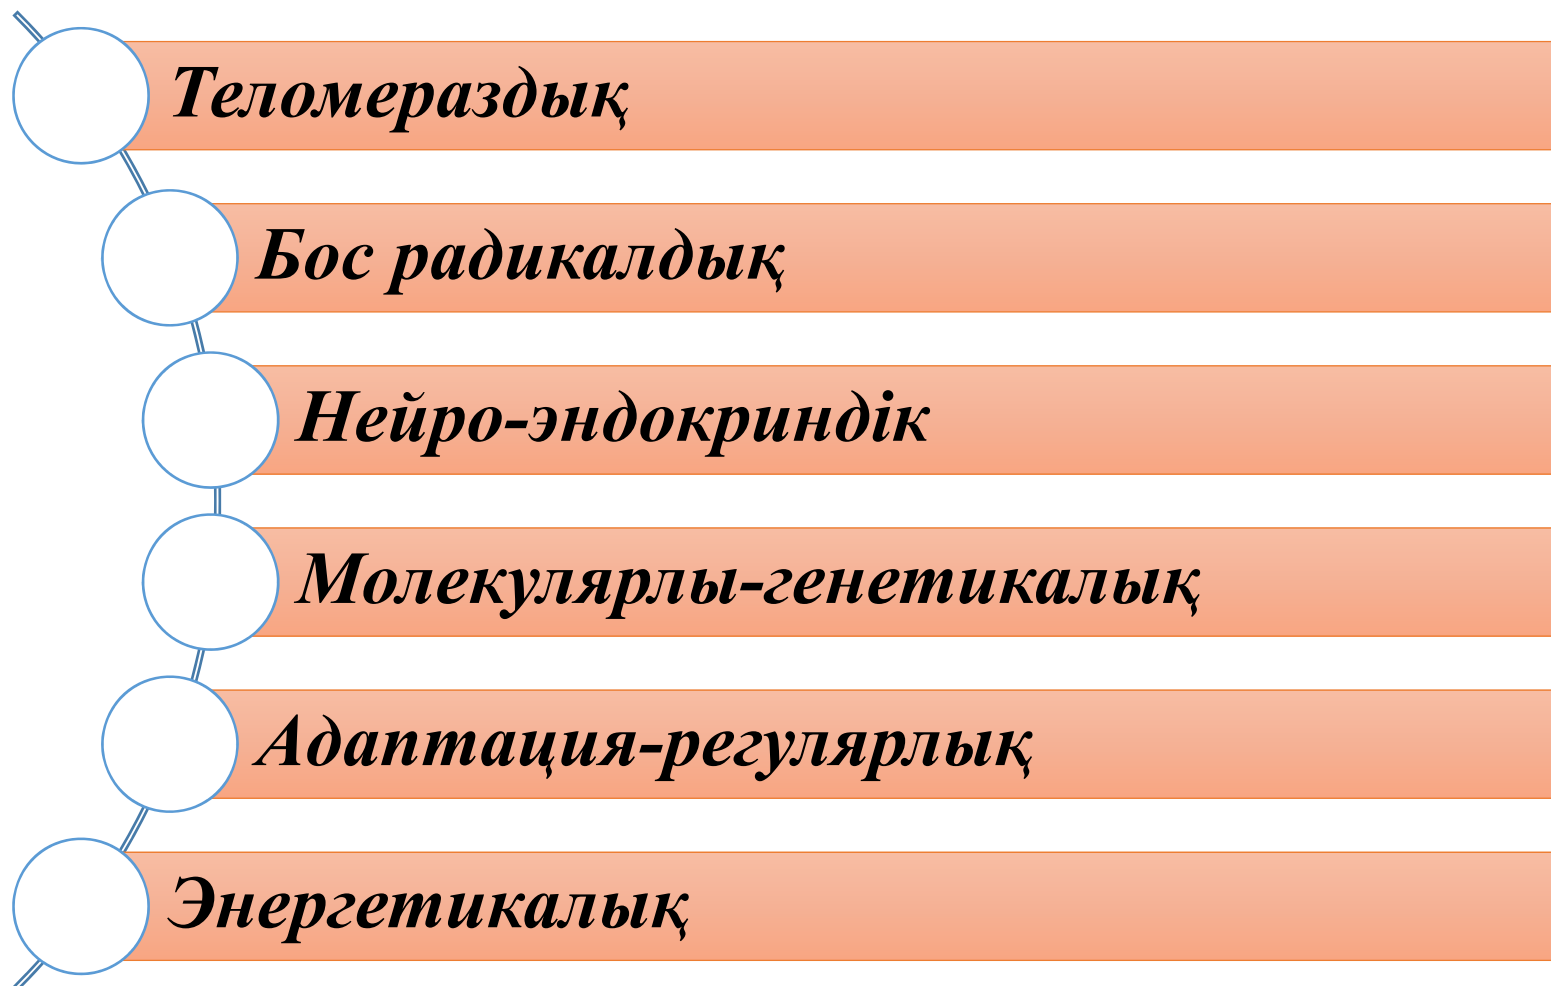 Теломераздық
Бос радикалдық
Нейро-эндокриндік
Молекулярлы-генетикалық
Адаптация-регулярлық
Энергетикалық